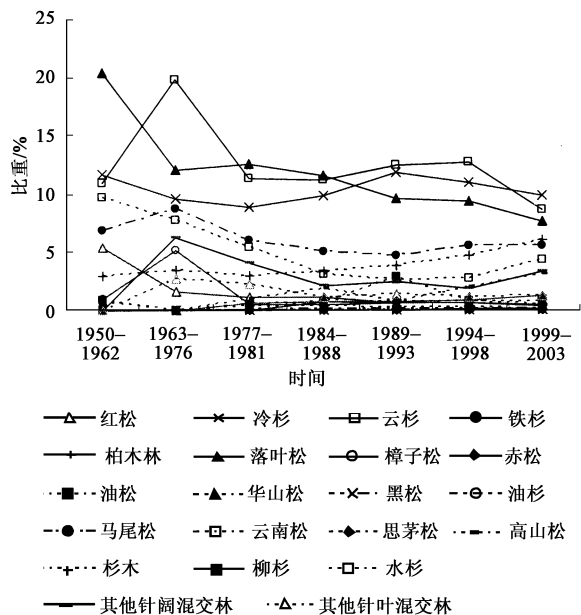 25
20
15
10
5
0
比重/%
1950– 1963– 1977– 1984– 1989– 1994– 1999–
1962 1976 1981 1988 1993 1998 2003
时间
红松 冷杉 云杉 铁杉
柏木林 落叶松 樟子松 赤松
油松 华山松 黑松 油杉
马尾松 云南松 思茅松 高山松
杉木 柳杉 水杉
其他针阔混交林 其他针叶混交林